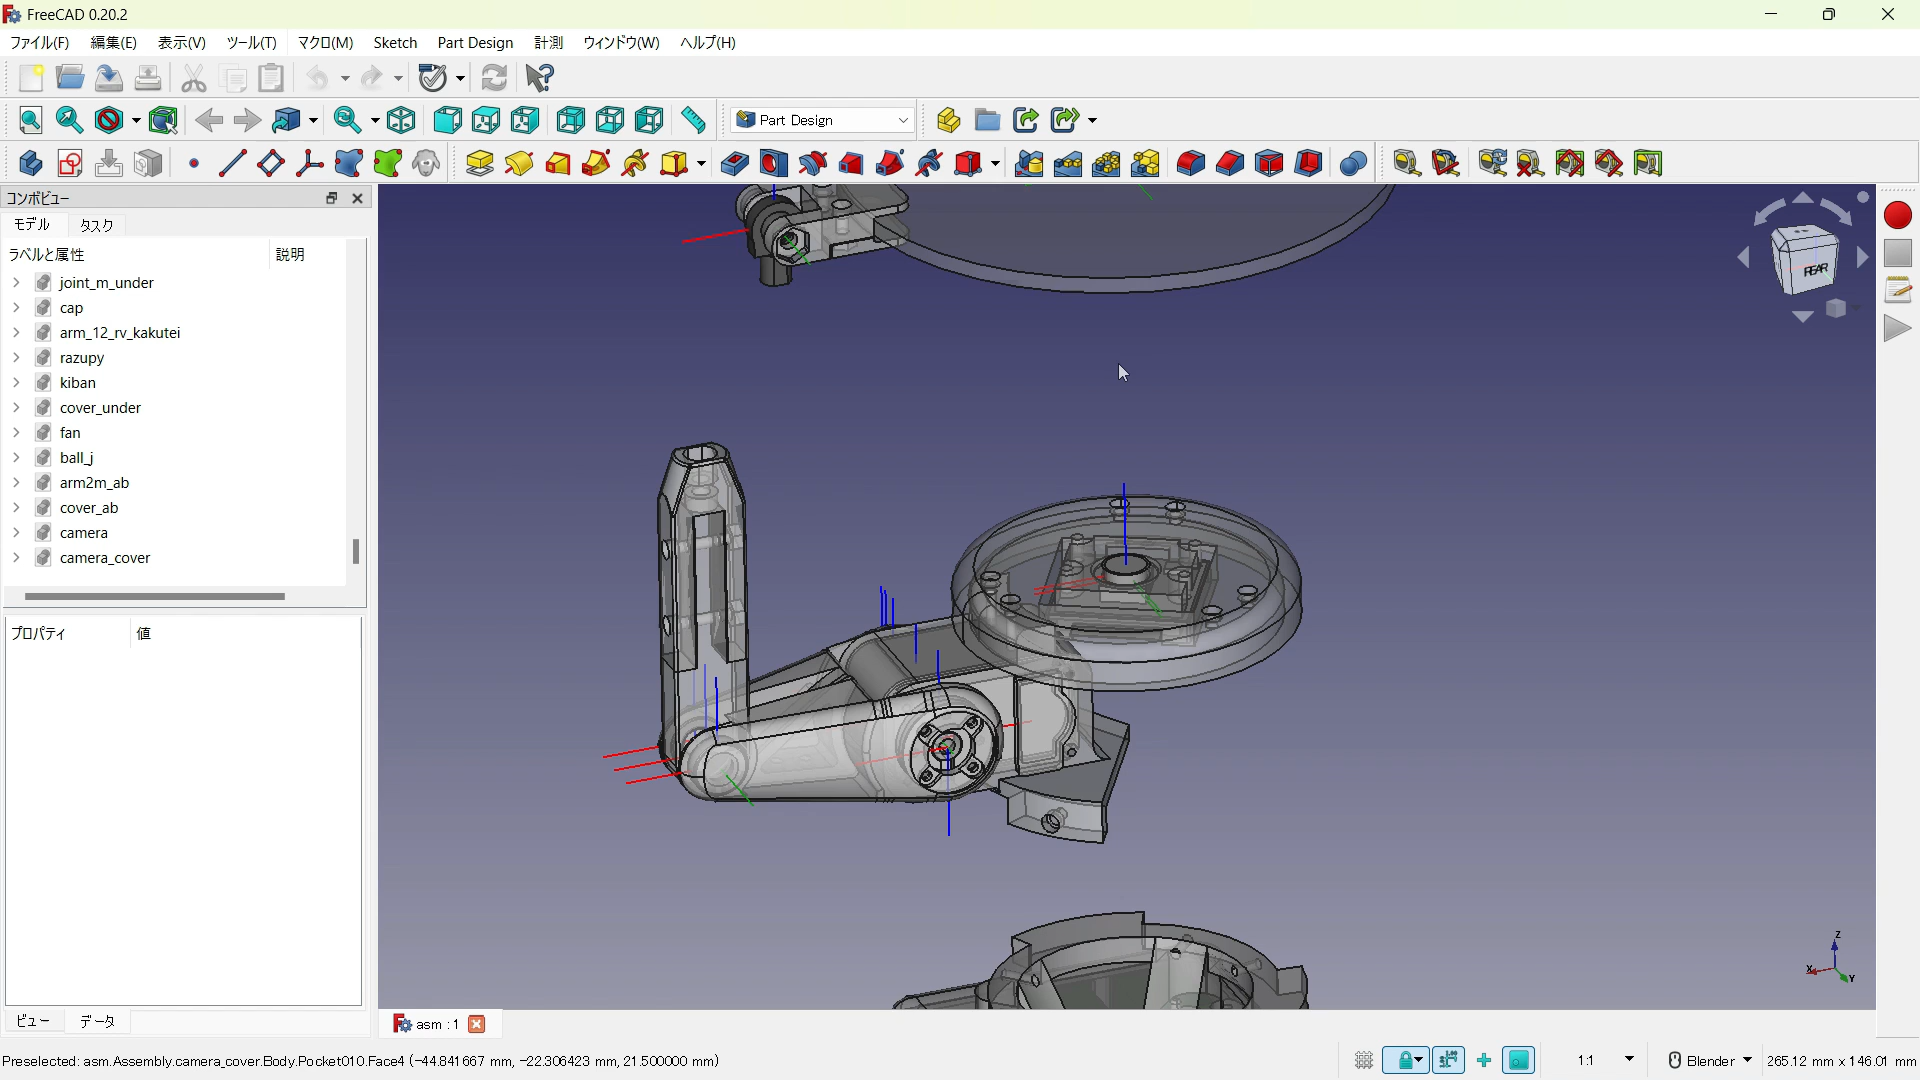 FreeCAD 0.20.2
ファイル(F) 編集(E) 表示(V) ツール(T) マクロ(M) Sketch Part Design 計測 ウィンドウ(W) ヘルプ(H)
Part Design
コンボビュー
モデル タスク
ラベルと属性 説明
joint_m_under
cap
arm_12_rv_kakutei
razupy
kiban
cover_under
fan
ball_j
arm2m_ab
cover_ab
camera
camera_cover
プロパティ 値
ビュー データ
REAR
Z
X
Y
asm : 1
Preselected: asm.Assembly.camera_cover.Body.Pocket010.Face4 (-44.841667 mm, -22.306423 mm, 21.500000 mm)
1:1 Blender 265.12 mm x 146.01 mm